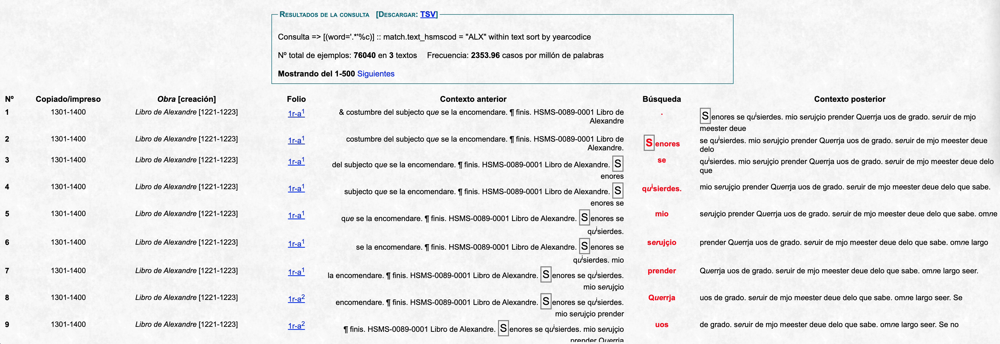 Resultados de la consulta [Descargar: TSV]
Consulta => [(word='.*'%c)] :: match.text_hsmscod = "ALX" within text sort by yearcodice
Nº total de ejemplos: 76040 en 3 textos Frecuencia: 2353.96 casos por millón de palabras
Mostrando del 1-500 Siguientes
Nº Copiado/impreso Obra [creación] Folio Contexto anterior Búsqueda Contexto posterior
1 1301-1400 Libro de Alexandre [1221-1223] 1r-a1 & costumbre del subjecto que se la encomendare. ¶ finis. HSMS-0089-0001 Libro de . Senores se quisierdes. mio serujçio prender Querrja uos de grado. seruir de mjo
Alexandre meester deue
2 1301-1400 Libro de Alexandre [1221-1223] 1r-a1 costumbre del subjecto que se la encomendare. ¶ finis. HSMS-0089-0001 Libro de Senores se quisierdes. mio serujçio prender Querrja uos de grado. seruir de mjo meester deue
Alexandre. delo
3 1301-1400 Libro de Alexandre [1221-1223] 1r-a1 del subjecto que se la encomendare. ¶ finis. HSMS-0089-0001 Libro de Alexandre. S se quisierdes. mio serujçio prender Querrja uos de grado. seruir de mjo meester deue delo
enores que
4 1301-1400 Libro de Alexandre [1221-1223] 1r-a1 subjecto que se la encomendare. ¶ finis. HSMS-0089-0001 Libro de Alexandre. S quisierdes. mio serujçio prender Querrja uos de grado. seruir de mjo meester deue delo que sabe.
enores se
5 1301-1400 Libro de Alexandre [1221-1223] 1r-a1 que se la encomendare. ¶ finis. HSMS-0089-0001 Libro de Alexandre. Senores se mio serujçio prender Querrja uos de grado. seruir de mjo meester deue delo que sabe. omne
quisierdes.
6 1301-1400 Libro de Alexandre [1221-1223] 1r-a1 se la encomendare. ¶ finis. HSMS-0089-0001 Libro de Alexandre. Senores se serujçio prender Querrja uos de grado. seruir de mjo meester deue delo que sabe. omne largo
quisierdes. mio
7 1301-1400 Libro de Alexandre [1221-1223] 1r-a1 la encomendare. ¶ finis. HSMS-0089-0001 Libro de Alexandre. Senores se quisierdes. prender Querrja uos de grado. seruir de mjo meester deue delo que sabe. omne largo seer.
mio serujçio
8 1301-1400 Libro de Alexandre [1221-1223] 1r-a2 encomendare. ¶ finis. HSMS-0089-0001 Libro de Alexandre. Senores se quisierdes. Querrja uos de grado. seruir de mjo meester deue delo que sabe. omne largo seer. Se
mio serujçio prender
9 1301-1400 Libro de Alexandre [1221-1223] 1r-a2 ¶ finis. HSMS-0089-0001 Libro de Alexandre. Senores se quisierdes. mio serujçio uos de grado. seruir de mjo meester deue delo que sabe. omne largo seer. Se no
prender Querrja